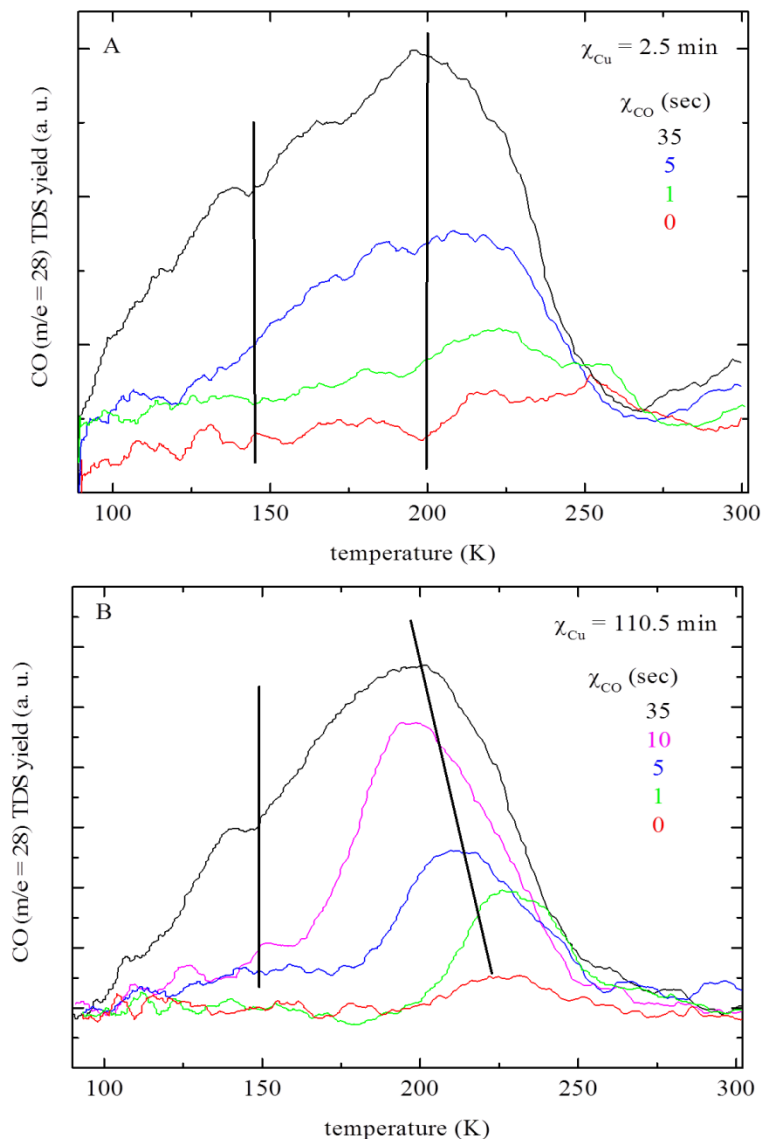 A
χCu = 2.5 min
χCO (sec)
35
5
1
0
CO (m/e = 28) TDS yield (a. u.)
100 150 200 250 300
temperature (K)
B
χCu = 110.5 min
χCO (sec)
35
10
5
1
0
CO (m/e = 28) TDS yield (a. u.)
100 150 200 250 300
temperature (K)